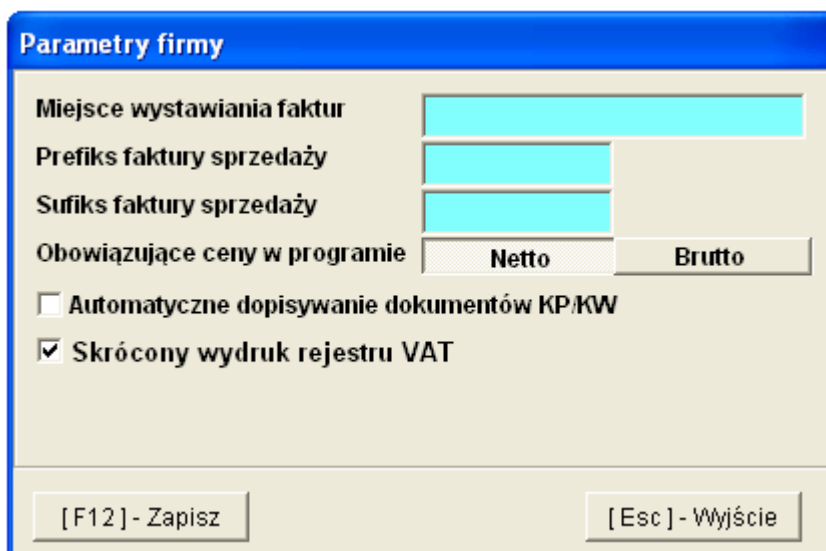 Parametry firmy
Miejsce wystawiania faktur
Prefiks faktury sprzedaży
Sufiks faktury sprzedaży
Obowiązujące ceny w programie Netto Brutto
Automatyczne dopisywanie dokumentów KP/KW
Skrócony wydruk rejestru VAT
[ F12 ] - Zapisz [ Esc ] - Wyjście